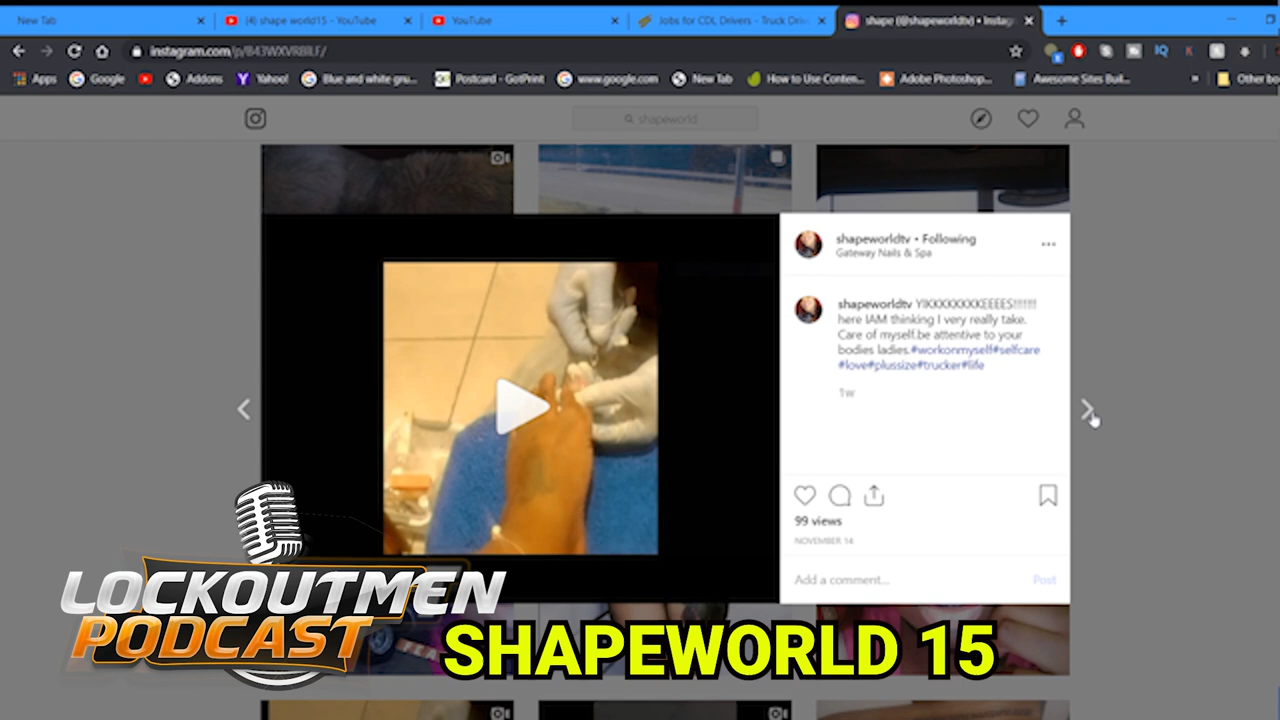 New Tab
(4) shape world15 - YouTube
YouTube
Jobs for CDL Drivers - Truck Driv
shape (@shapeworldtv) • Instag
instagram.com/p/B43WXVRBlLF/
Apps
Google
Addons
Yahoo!
Blue and white gru...
Postcard - GotPrint
www.google.com
New Tab
How to Use Conten...
Adobe Photoshop...
Awesome Sites Buil...
Other bo
shapeworld
shapeworldtv • Following
Gateway Nails & Spa
shapeworldtv YIKKKKKKKKEEEES!!!!!!!!
here IAM thinking I very really take.
Care of myself.be attentive to your
bodies ladies.#workonmyself#selfcare
#love#plussize#trucker#life
1w
99 views
NOVEMBER 14
Add a comment...
Post
LOCKOUTMEN
PODCAST
SHAPEWORLD 15